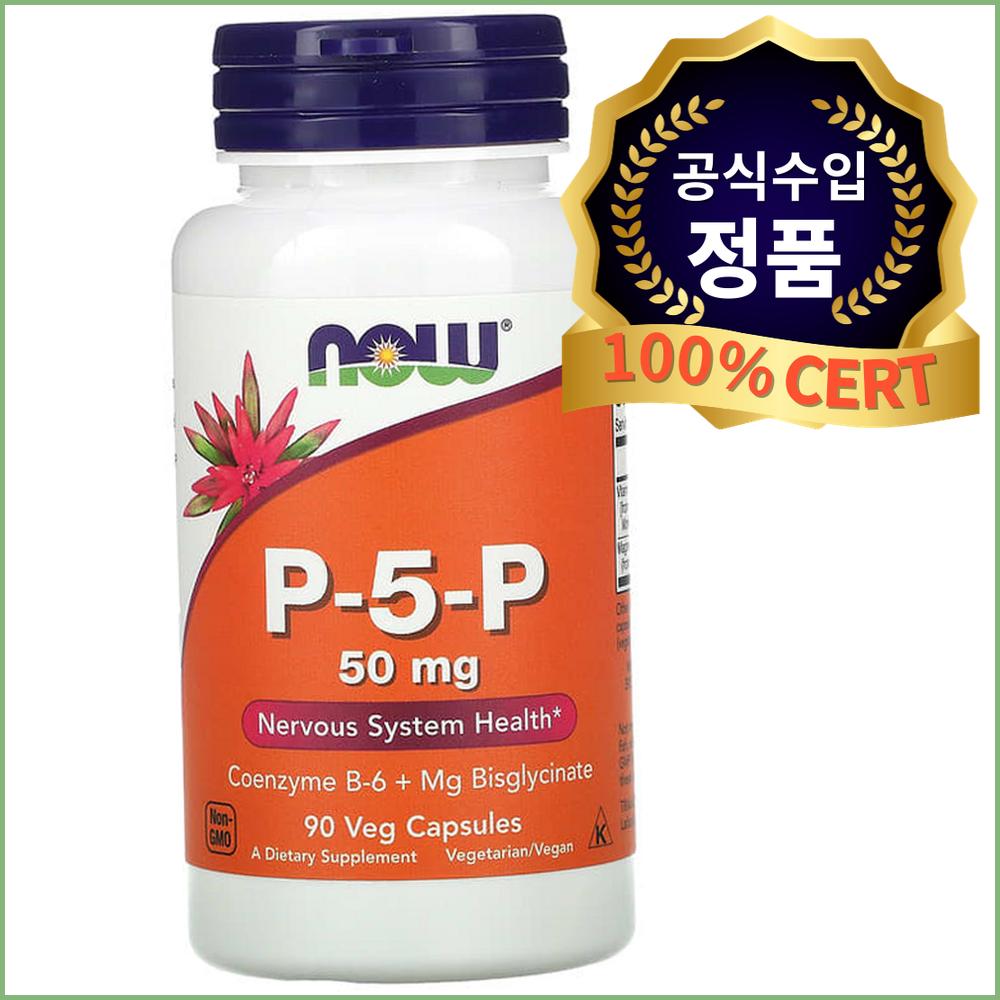 공식수입
정품
100% CERT
NOW®
P-5-P
50 mg
Nervous System Health*
Coenzyme B-6 + Mg Bisglycinate
Non-
GMO
90 Veg Capsules
K
A Dietary Supplement Vegetarian/Vegan